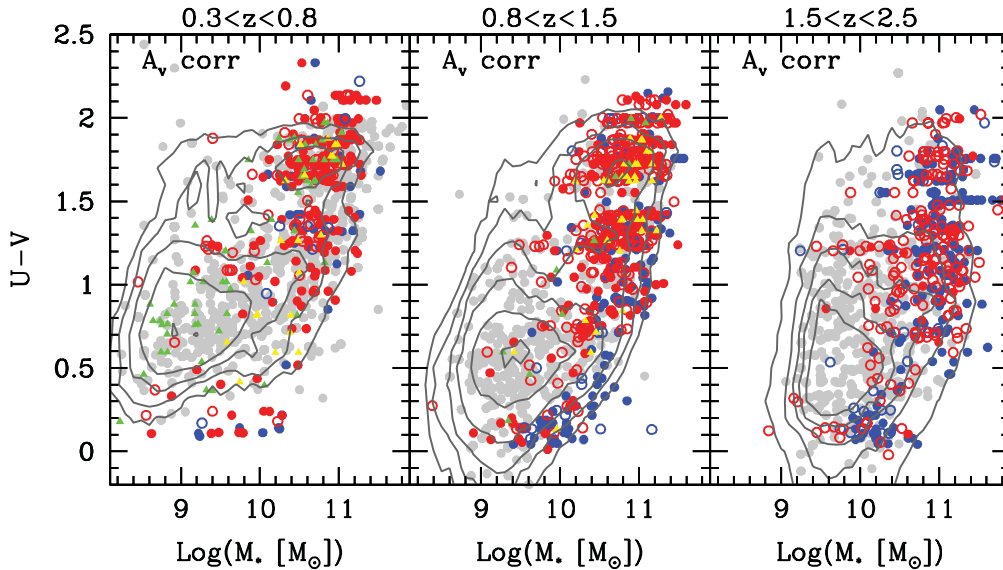 0.3<z<0.8 0.8<z<1.5 1.5<z<2.5
A_v corr A_v corr A_v corr
2.5
2
1.5
1
0.5
0
U-V
9 10 11 9 10 11 9 10 11
Log(M_* [M_⊙]) Log(M_* [M_⊙]) Log(M_* [M_⊙])